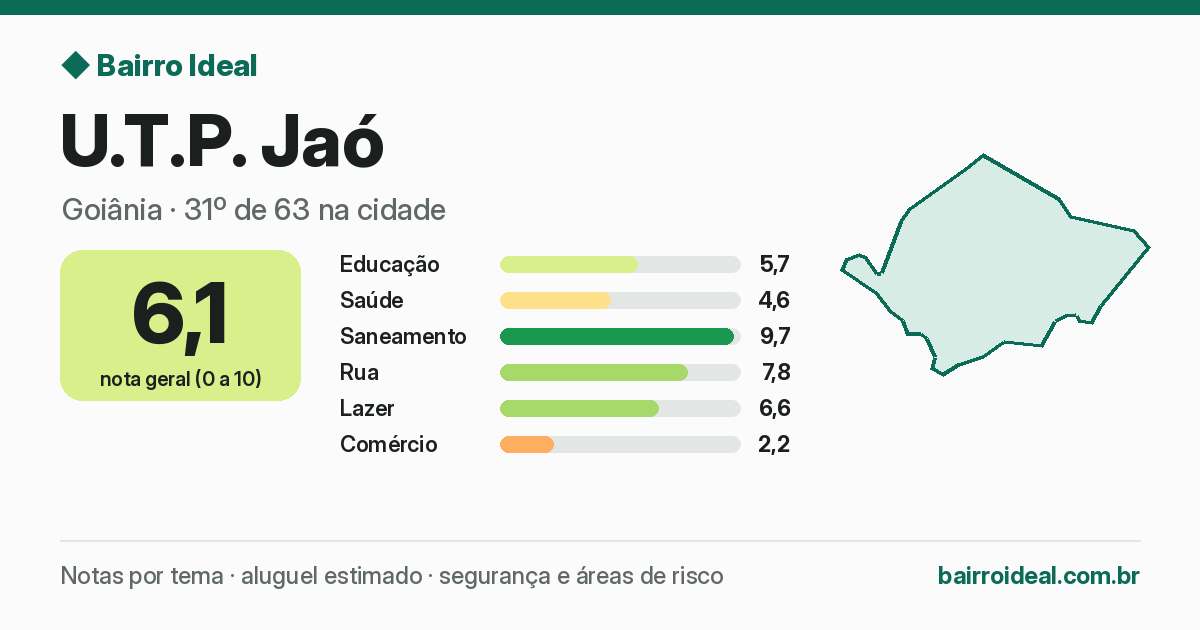 Bairro Ideal
U.T.P. Jaó
Goiânia · 31º de 63 na cidade
6,1
nota geral (0 a 10)
Educação 5,7
Saúde 4,6
Saneamento 9,7
Rua 7,8
Lazer 6,6
Comércio 2,2
Notas por tema · aluguel estimado · segurança e áreas de risco
bairroideal.com.br